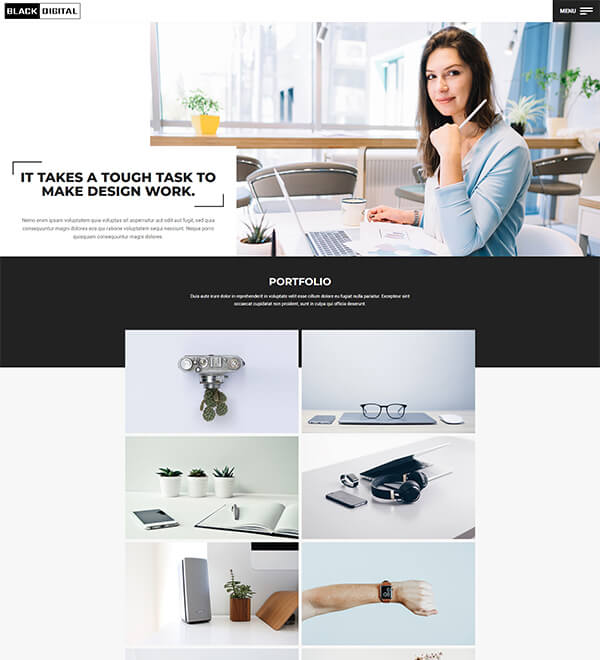 BLACK DIGITAL
MENU
IT TAKES A TOUGH TASK TO
MAKE DESIGN WORK.
Nemo enim ipsam voluptatem quia voluptas sit aspernatur aut odit aut fugit, sed quia
consequuntur magni dolores eos qui ratione voluptatem sequi nesciunt. Neque porro
quisquam consequuntur magni dolores
PORTFOLIO
Duis aute irure dolor in reprehenderit in voluptate velit esse cillum dolore eu fugiat nulla pariatur. Excepteur sint
occaecat cupidatat non proident, sunt in culpa qui officia deserunt